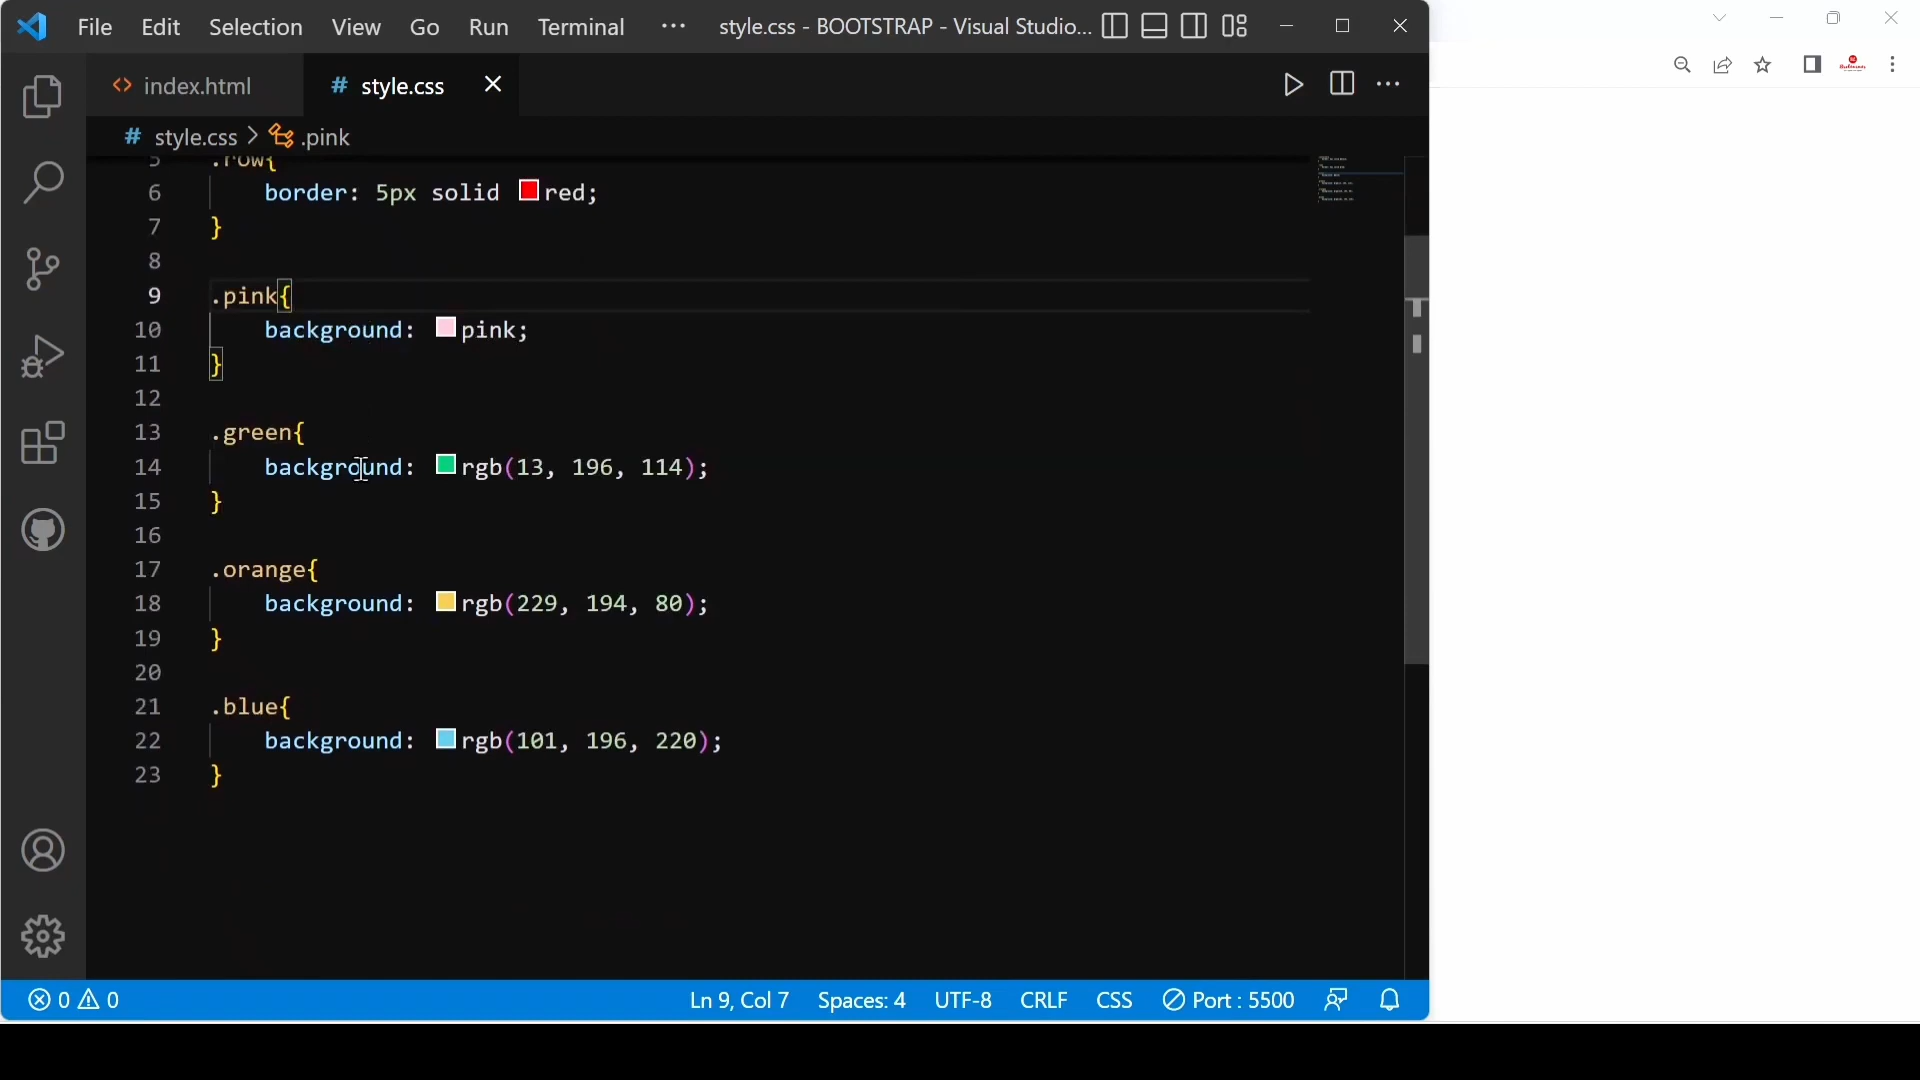 File Edit Selection View Go Run Terminal ··· style.css - BOOTSTRAP - Visual Studio...
index.html # style.css
# style.css > .pink
5 .row{
6 border: 5px solid red;
7 }
8
9 .pink{
10 background: pink;
11 }
12
13 .green{
14 background: rgb(13, 196, 114);
15 }
16
17 .orange{
18 background: rgb(229, 194, 80);
19 }
20
21 .blue{
22 background: rgb(101, 196, 220);
23 }
0 0 Ln 9, Col 7 Spaces: 4 UTF-8 CRLF CSS Port : 5500